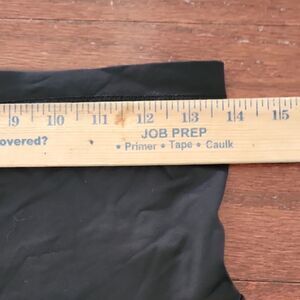 9 10 11 12 13 14 15
JOB PREP
overed? • Primer • Tape • Caulk